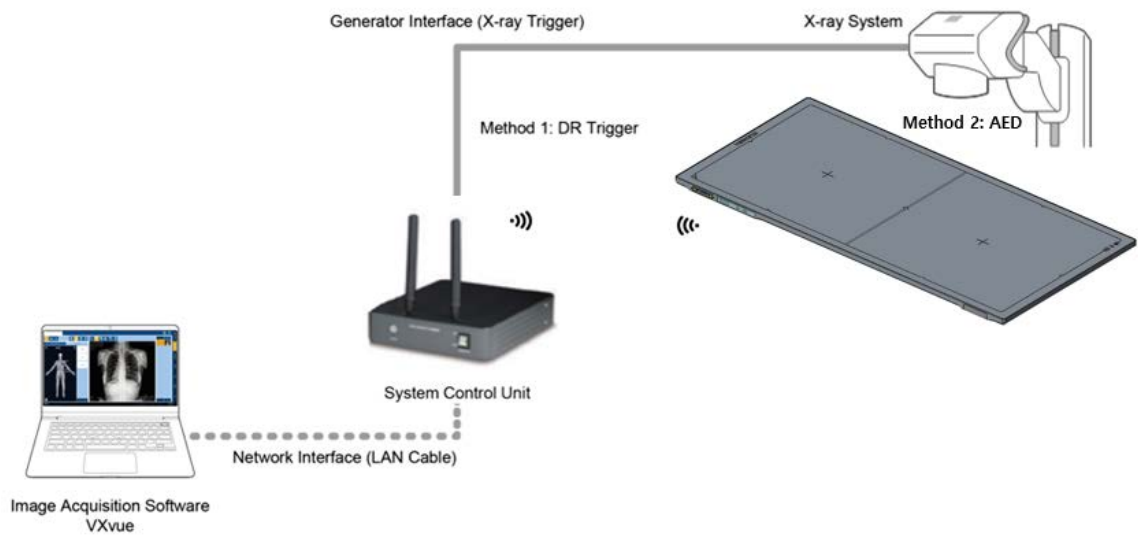 Generator Interface (X-ray Trigger)
X-ray System
Method 1: DR Trigger
Method 2: AED
System Control Unit
Network Interface (LAN Cable)
Image Acquisition Software
VXvue